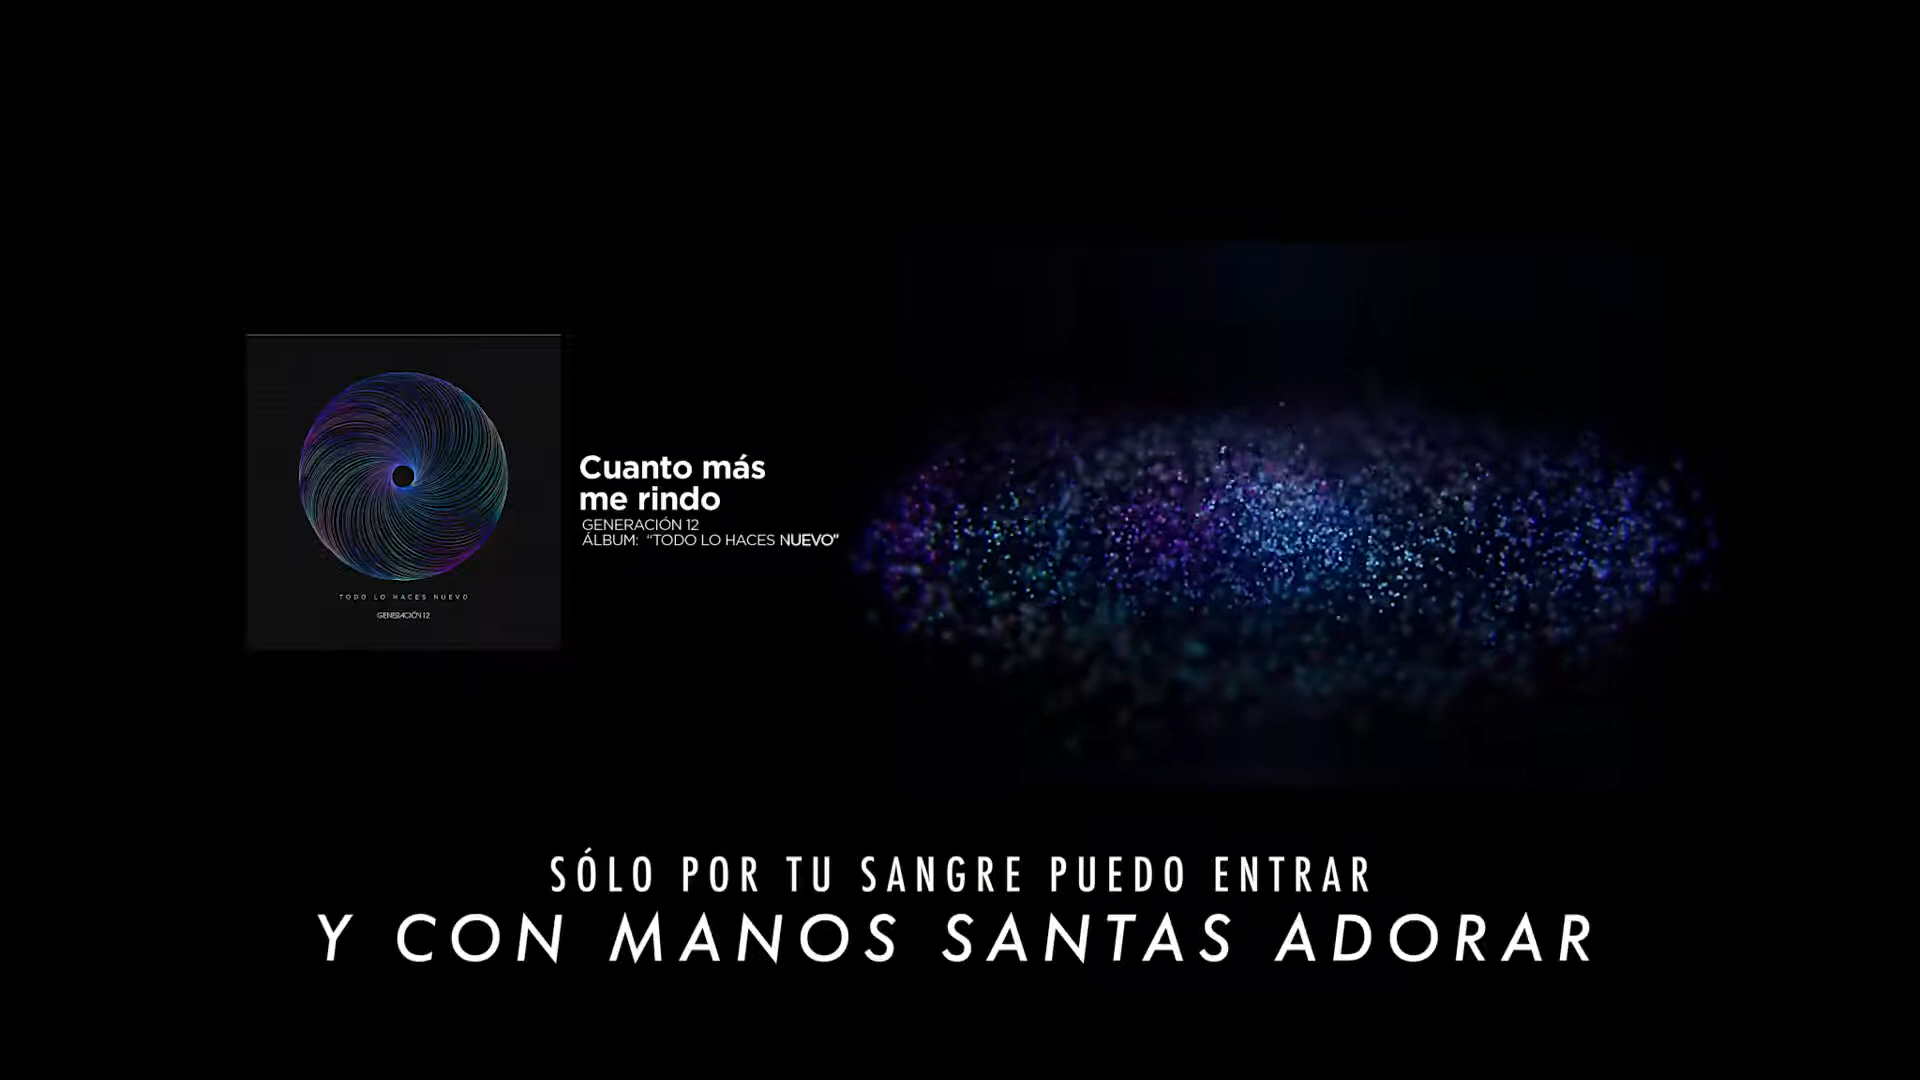 TODO LO HACES NUEVO
GENERACIÓN 12
Cuanto más
me rindo
GENERACIÓN 12
ÁLBUM: “TODO LO HACES NUEVO”
SÓLO POR TU SANGRE PUEDO ENTRAR
Y CON MANOS SANTAS ADORAR